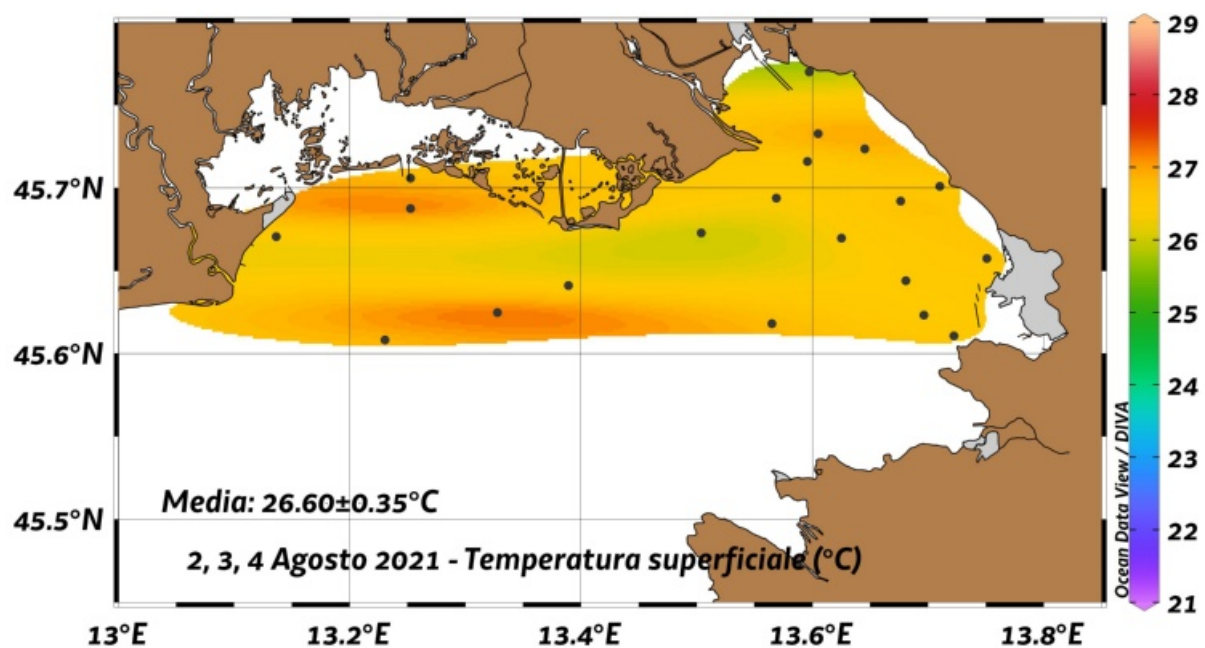 29
28
27
45.7°N
26
25
45.6°N
24
23
Media: 26.60±0.35°C
45.5°N
22
2, 3, 4 Agosto 2021 - Temperatura superficiale (°C)
Ocean Data View / DIVA
21
13°E 13.2°E 13.4°E 13.6°E 13.8°E